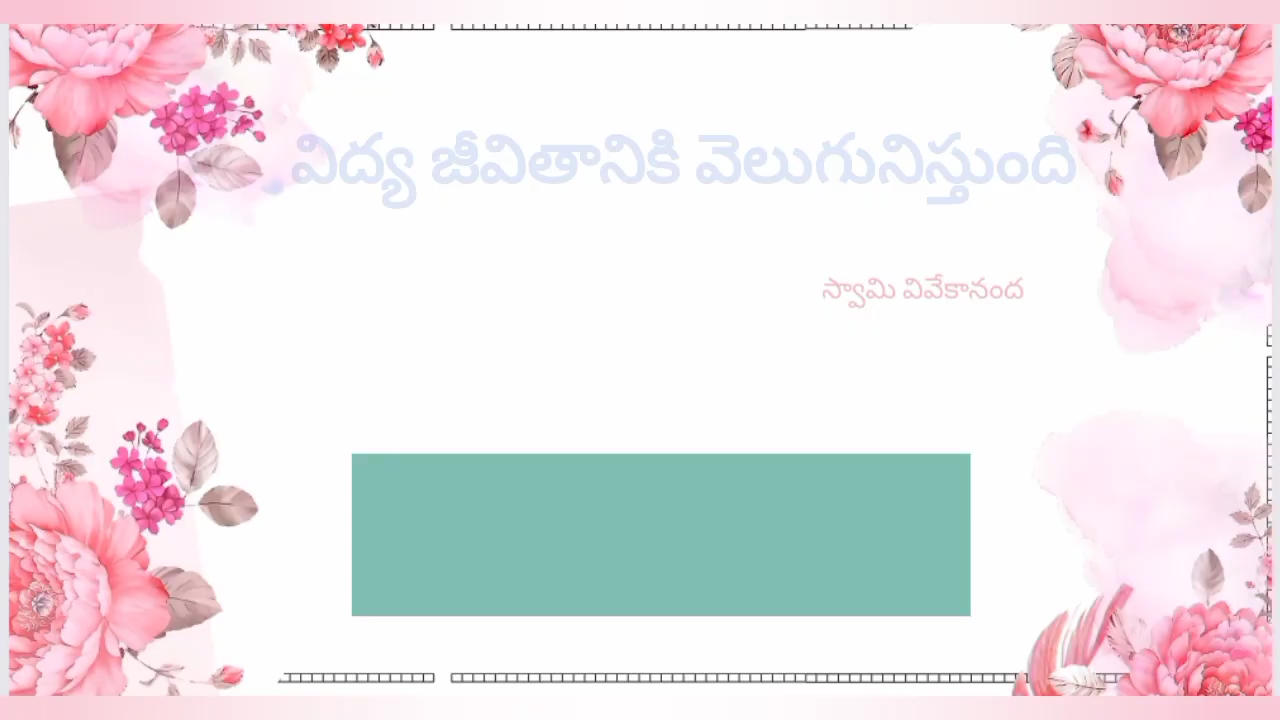 విద్య జీవితానికి వెలుగునిస్తుంది
స్వామి వివేకానంద